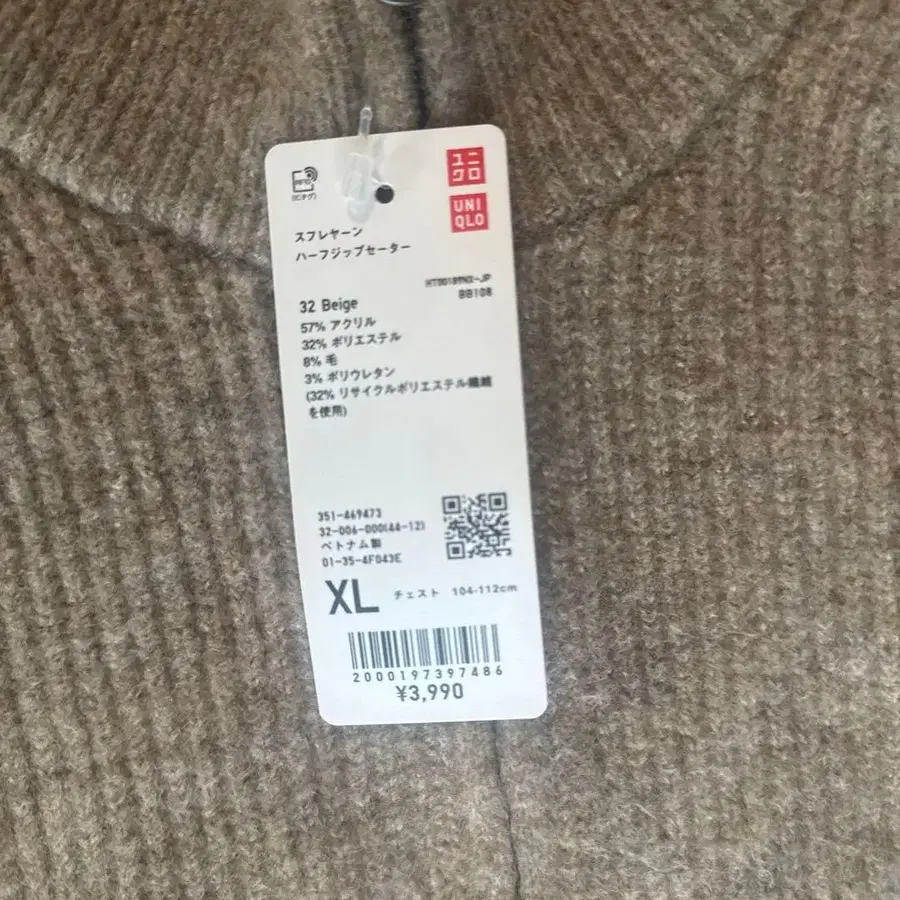 ユニ
クロ
UNI
QLO
RFID
(ICタグ)
スフレヤーン
ハーフジップセーター
HT00189NX-JP
BB108
32 Beige
57% アクリル
32% ポリエステル
8% 毛
3% ポリウレタン
(32% リサイクルポリエステル繊維
を使用)
351-469473
32-006-000(44-12)
ベトナム製
01-35-4F043E
XL チェスト 104-112cm
2000197397486
¥3,990